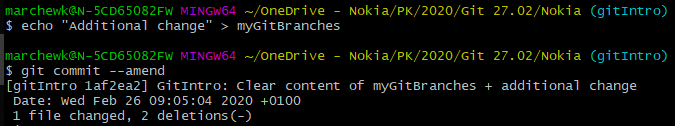 marchewk@N-5CD65082FW MINGW64 ~/OneDrive - Nokia/PK/2020/Git 27.02/Nokia (gitIntro)
$ echo "Additional change" > myGitBranches
marchewk@N-5CD65082FW MINGW64 ~/OneDrive - Nokia/PK/2020/Git 27.02/Nokia (gitIntro)
$ git commit --amend
[gitIntro 1af2ea2] GitIntro: Clear content of myGitBranches + additional change
 Date: Wed Feb 26 09:05:04 2020 +0100
 1 file changed, 2 deletions(-)